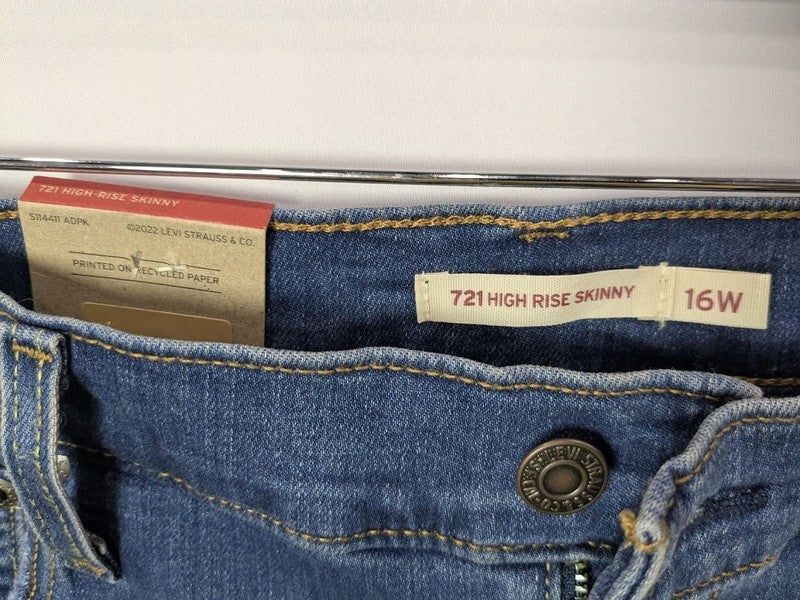 721 HIGH-RISE SKINNY
S114411 ADPK
©2022 LEVI STRAUSS & CO.
PRINTED ON RECYCLED PAPER
721 HIGH RISE SKINNY
16W
LEVI STRAUSS & CO